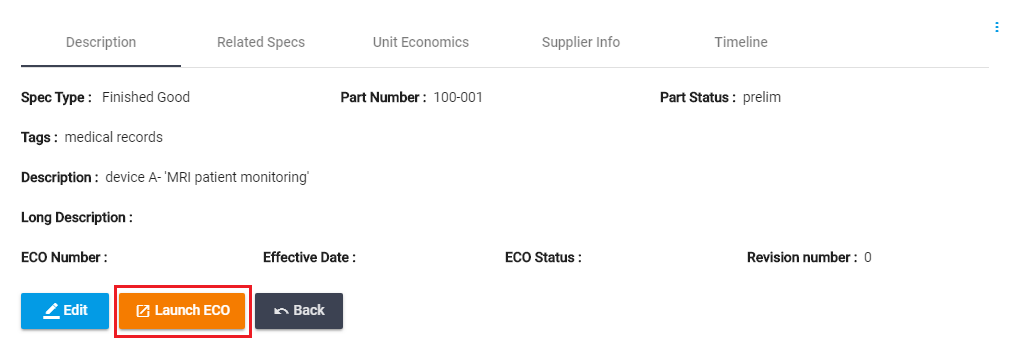 Description Related Specs Unit Economics Supplier Info Timeline
Spec Type : Finished Good Part Number : 100-001 Part Status : prelim
Tags : medical records
Description : device A- 'MRI patient monitoring'
Long Description :
ECO Number : Effective Date : ECO Status : Revision number : 0
Edit Launch ECO Back